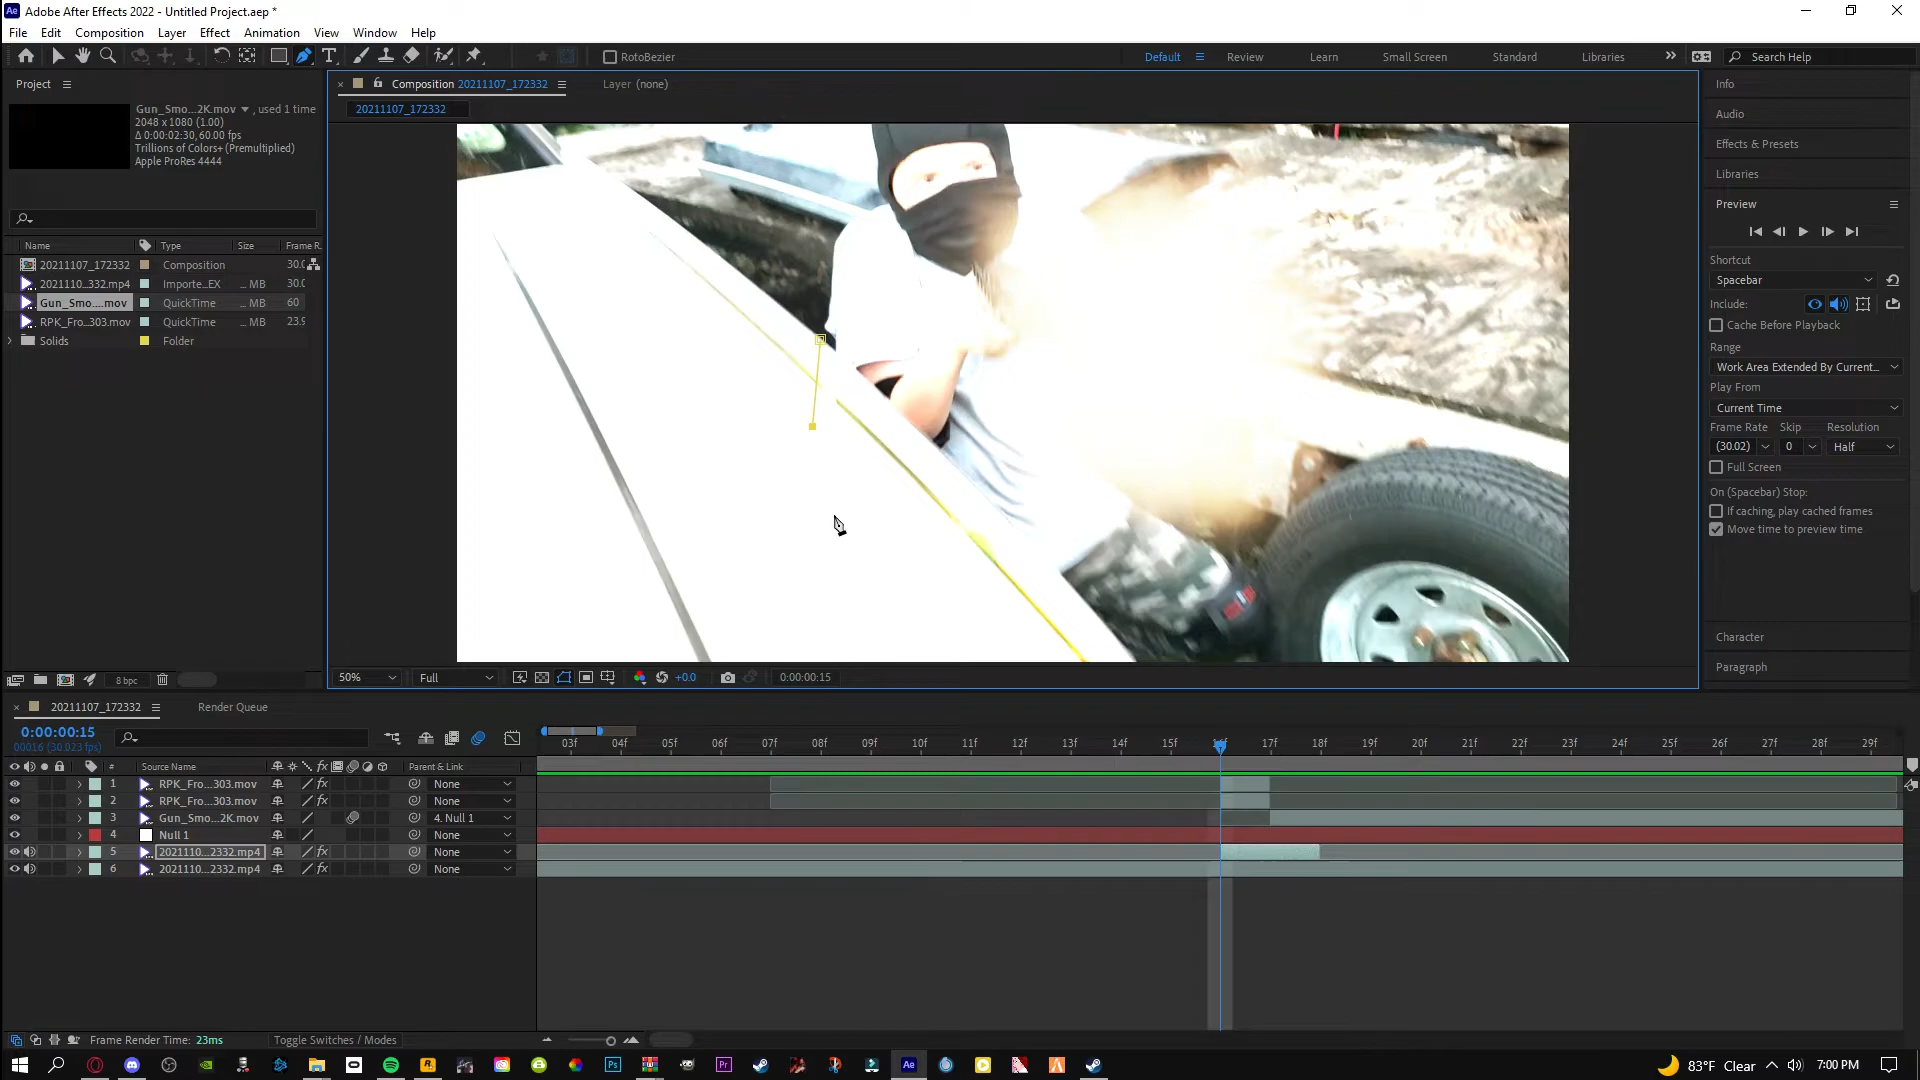 Adobe After Effects 2022 - Untitled Project.aep *
File Edit Composition Layer Effect Animation View Window Help
RotoBezier
Default Review Learn Small Screen Standard Libraries Search Help
Project
Gun_Smo...2K.mov , used 1 time
2048 x 1080 (1.00)
Δ 0:00:02:30, 60.00 fps
Trillions of Colors+ (Premultiplied)
Apple ProRes 4444
Name Type Size Frame R.
20211107_172332 Composition 30.0
2021110...332.mp4 Importe...EX ... MB 30.0
Gun_Smo....mov QuickTime ... MB 60
RPK_Fro...303.mov QuickTime ... MB 23.9
Solids Folder
8 bpc
Composition 20211107_172332 Layer (none)
20211107_172332
50% Full +0.0 0:00:00:15
Info
Audio
Effects & Presets
Libraries
Preview
Shortcut
Spacebar
Include:
Cache Before Playback
Range
Work Area Extended By Current...
Play From
Current Time
Frame Rate Skip Resolution
(30.02) 0 Half
Full Screen
On (Spacebar) Stop:
If caching, play cached frames
Move time to preview time
Character
Paragraph
20211107_172332 Render Queue
0:00:00:15
00016 (30.023 fps)
03f 04f 05f 06f 07f 08f 09f 10f 11f 12f 13f 14f 15f 16f 17f 18f 19f 20f 21f 22f 23f 24f 25f 26f 27f 28f 29f
# Source Name Parent & Link
1 RPK_Fro...303.mov None
2 RPK_Fro...303.mov None
3 Gun_Smo...2K.mov 4. Null 1
4 Null 1 None
5 2021110...2332.mp4 None
6 2021110...2332.mp4 None
Frame Render Time: 23ms Toggle Switches / Modes
83°F Clear 7:00 PM